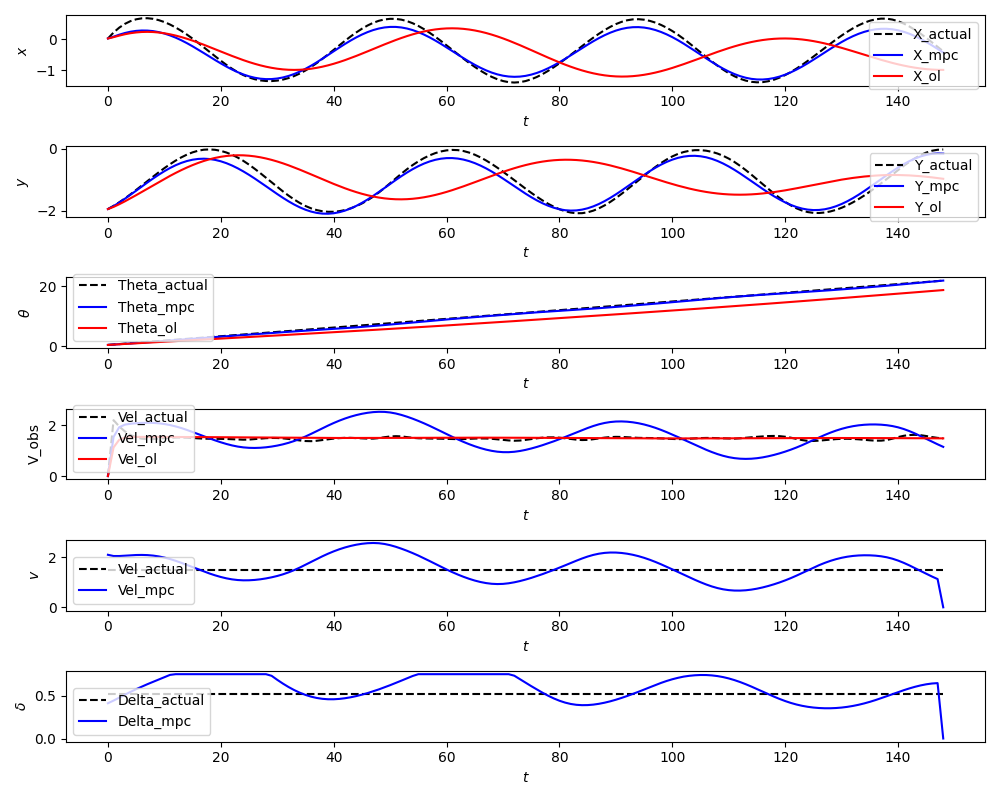 x
0
−1
X_actual
X_mpc
X_ol
0 20 40 60 80 100 120 140
t
y
0
−2
Y_actual
Y_mpc
Y_ol
0 20 40 60 80 100 120 140
t
θ
20
0
Theta_actual
Theta_mpc
Theta_ol
0 20 40 60 80 100 120 140
t
V_obs
2
0
Vel_actual
Vel_mpc
Vel_ol
0 20 40 60 80 100 120 140
t
v
2
0
Vel_actual
Vel_mpc
0 20 40 60 80 100 120 140
t
δ
0.5
0.0
Delta_actual
Delta_mpc
0 20 40 60 80 100 120 140
t